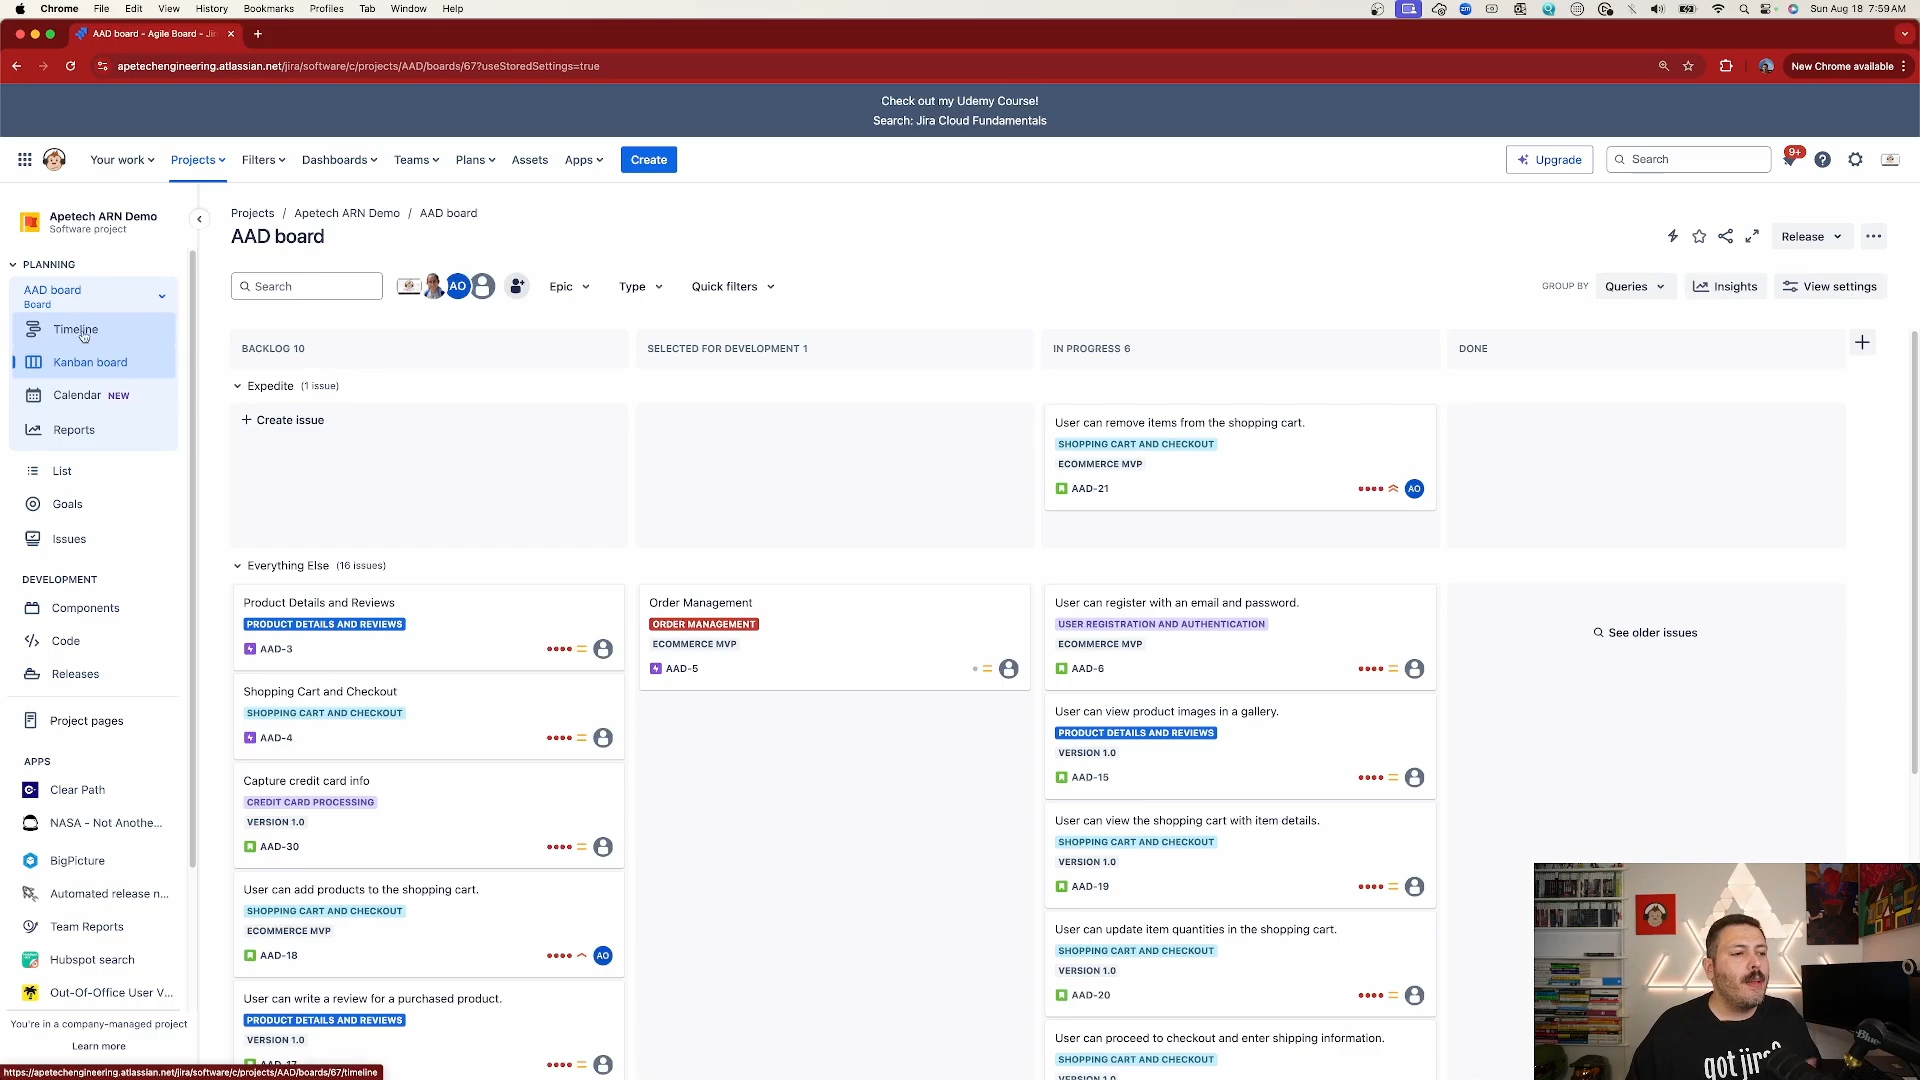 Chrome File Edit View History Bookmarks Profiles Tab Window Help
Sun Aug 18 7:59 AM
AAD board - Agile Board - Jir
apetechengineering.atlassian.net/jira/software/c/projects/AAD/boards/67?useStoredSettings=true
New Chrome available
Check out my Udemy Course!
Search: Jira Cloud Fundamentals
Your work Projects Filters Dashboards Teams Plans Assets Apps Create
Upgrade Search 9+
Apetech ARN Demo
Software project
PLANNING
AAD board
Board
Timeline
Kanban board
Calendar NEW
Reports
List
Goals
Issues
DEVELOPMENT
Components
Code
Releases
Project pages
APPS
Clear Path
NASA - Not Anothe...
BigPicture
Automated release n...
Team Reports
Hubspot search
Out-Of-Office User V...
You're in a company-managed project
Learn more
https://apetechengineering.atlassian.net/jira/software/c/projects/AAD/boards/67/timeline
Projects / Apetech ARN Demo / AAD board
AAD board
Release
Search
AO
Epic Type Quick filters
GROUP BY Queries Insights View settings
BACKLOG 10
SELECTED FOR DEVELOPMENT 1
IN PROGRESS 6
DONE
Expedite (1 issue)
+ Create issue
User can remove items from the shopping cart.
SHOPPING CART AND CHECKOUT
ECOMMERCE MVP
AAD-21 AO
Everything Else (16 issues)
Product Details and Reviews
PRODUCT DETAILS AND REVIEWS
AAD-3
Shopping Cart and Checkout
SHOPPING CART AND CHECKOUT
AAD-4
Capture credit card info
CREDIT CARD PROCESSING
VERSION 1.0
AAD-30
User can add products to the shopping cart.
SHOPPING CART AND CHECKOUT
ECOMMERCE MVP
AAD-18 AO
User can write a review for a purchased product.
PRODUCT DETAILS AND REVIEWS
VERSION 1.0
AAD-17
Order Management
ORDER MANAGEMENT
ECOMMERCE MVP
AAD-5
User can register with an email and password.
USER REGISTRATION AND AUTHENTICATION
ECOMMERCE MVP
AAD-6
User can view product images in a gallery.
PRODUCT DETAILS AND REVIEWS
VERSION 1.0
AAD-15
User can view the shopping cart with item details.
SHOPPING CART AND CHECKOUT
VERSION 1.0
AAD-19
User can update item quantities in the shopping cart.
SHOPPING CART AND CHECKOUT
VERSION 1.0
AAD-20
User can proceed to checkout and enter shipping information.
SHOPPING CART AND CHECKOUT
VERSION 1.0
See older issues
got jira?
Blue